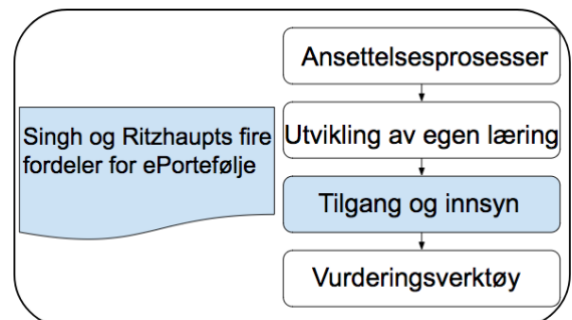 Ansettelsesprosesser
Singh og Ritzhaupts fire
fordeler for ePortefølje
Utvikling av egen læring
Tilgang og innsyn
Vurderingsverktøy